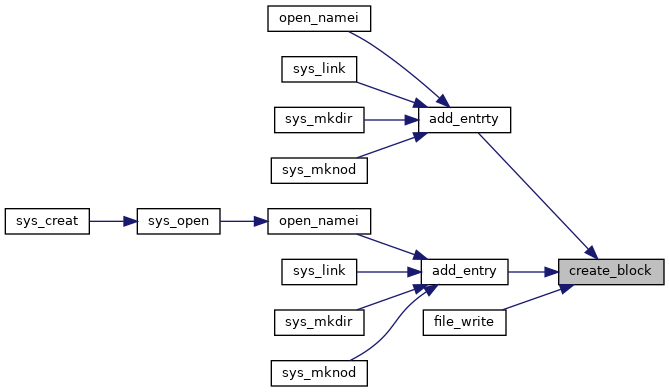 open_namei
sys_link
add_entrty
sys_mkdir
sys_mknod
sys_creat
sys_open
open_namei
sys_link
add_entry
create_block
sys_mkdir
file_write
sys_mknod